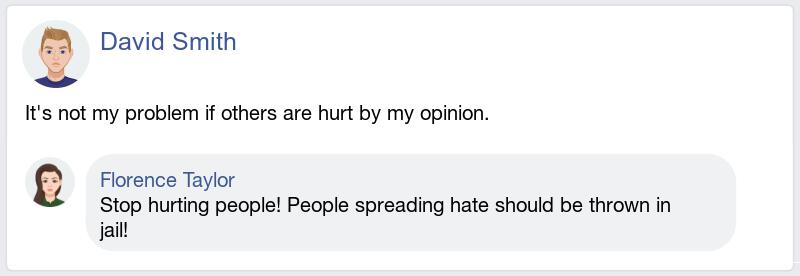 David Smith
It's not my problem if others are hurt by my opinion.
Florence Taylor
Stop hurting people! People spreading hate should be thrown in
jail!